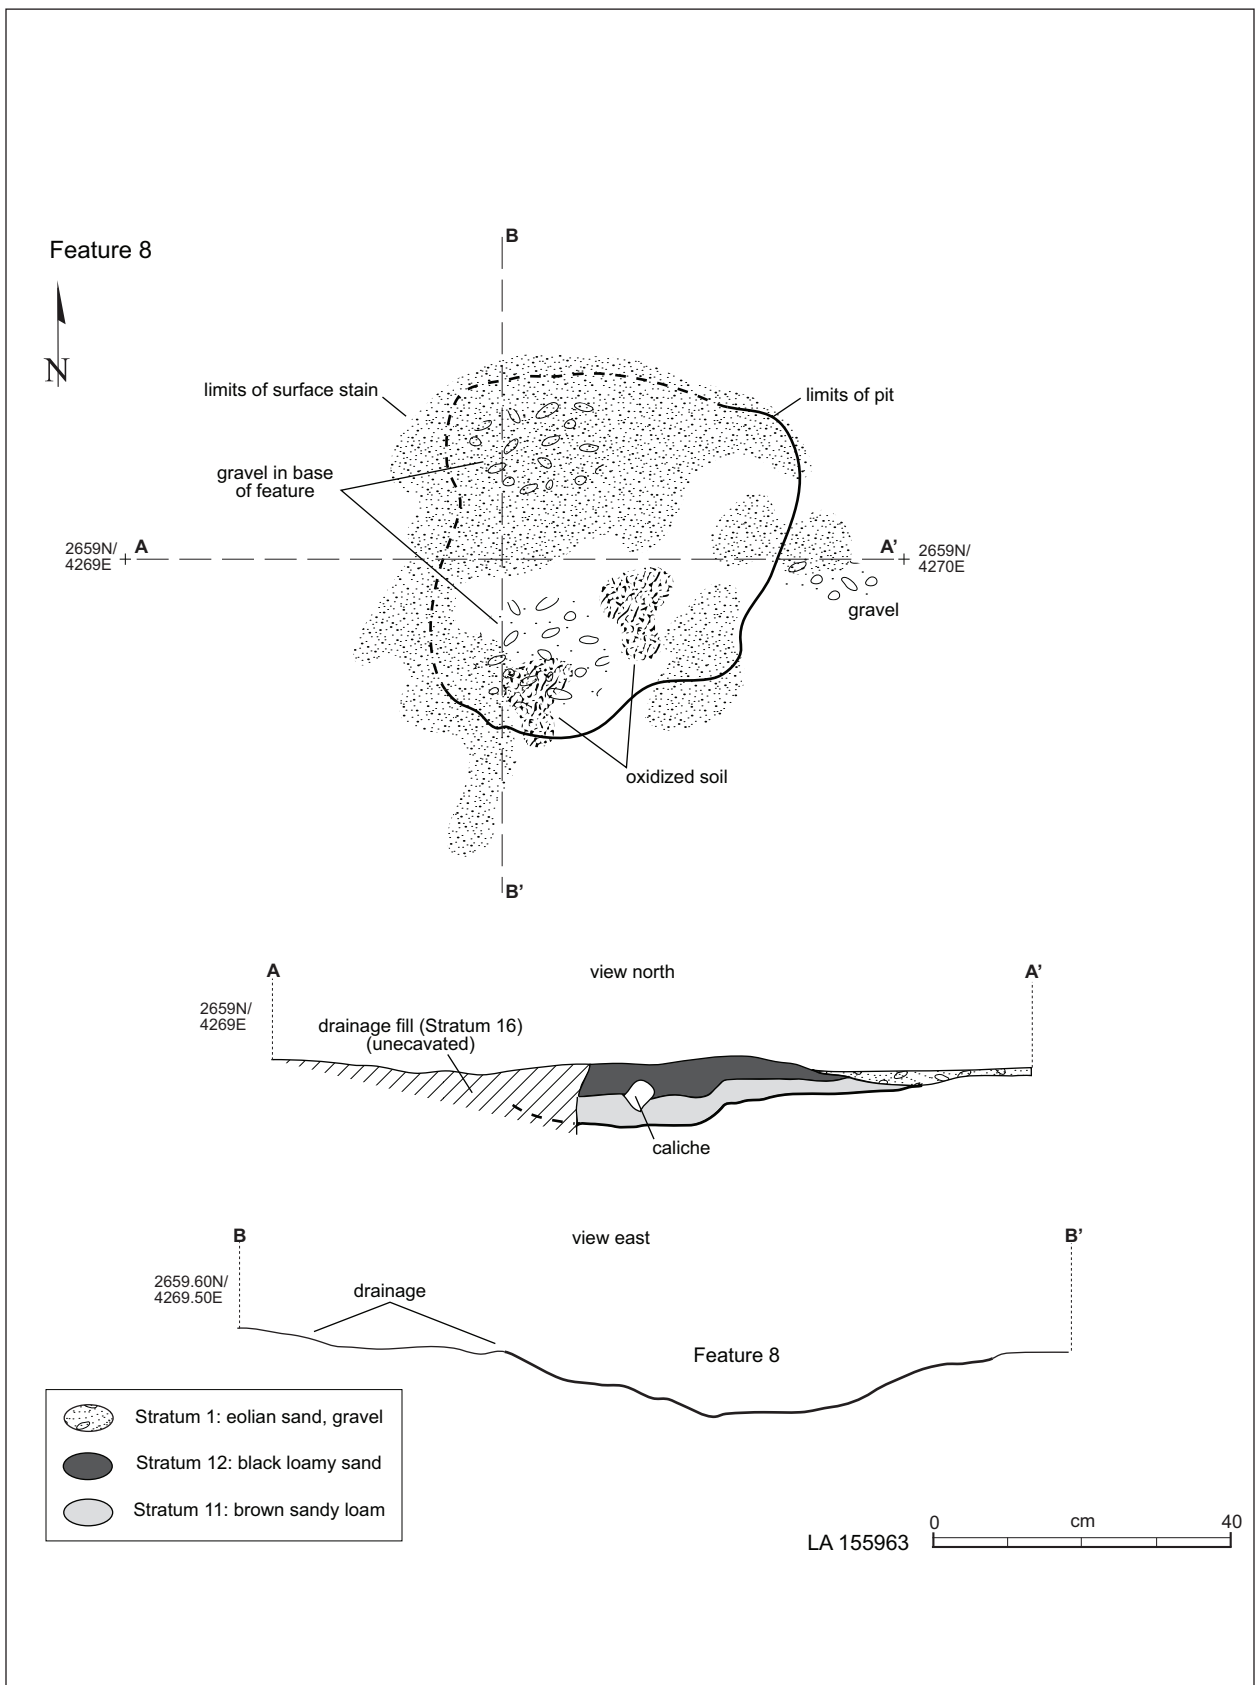 Feature 8
B
N
limits of surface stain
limits of pit
gravel in base
of feature
2659N/
4269E
A
A’
2659N/
4270E
gravel
oxidized soil
B’
A
view north
A’
2659N/
4269E
drainage fill (Stratum 16)
(unecavated)
caliche
B
view east
B’
2659.60N/
4269.50E
drainage
Feature 8
Stratum 1: eolian sand, gravel
Stratum 12: black loamy sand
Stratum 11: brown sandy loam
0
cm
40
LA 155963